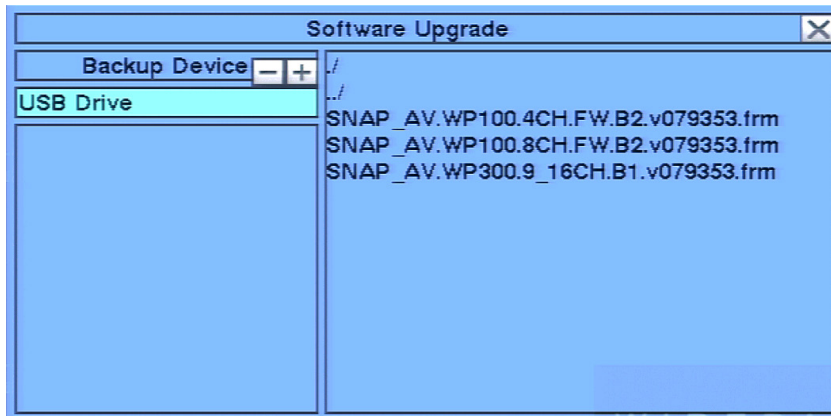 Software Upgrade
Backup Device
USB Drive
./
../
SNAP_AV.WP100.4CH.FW.B2.v079353.frm
SNAP_AV.WP100.8CH.FW.B2.v079353.frm
SNAP_AV.WP300.9_16CH.B1.v079353.frm